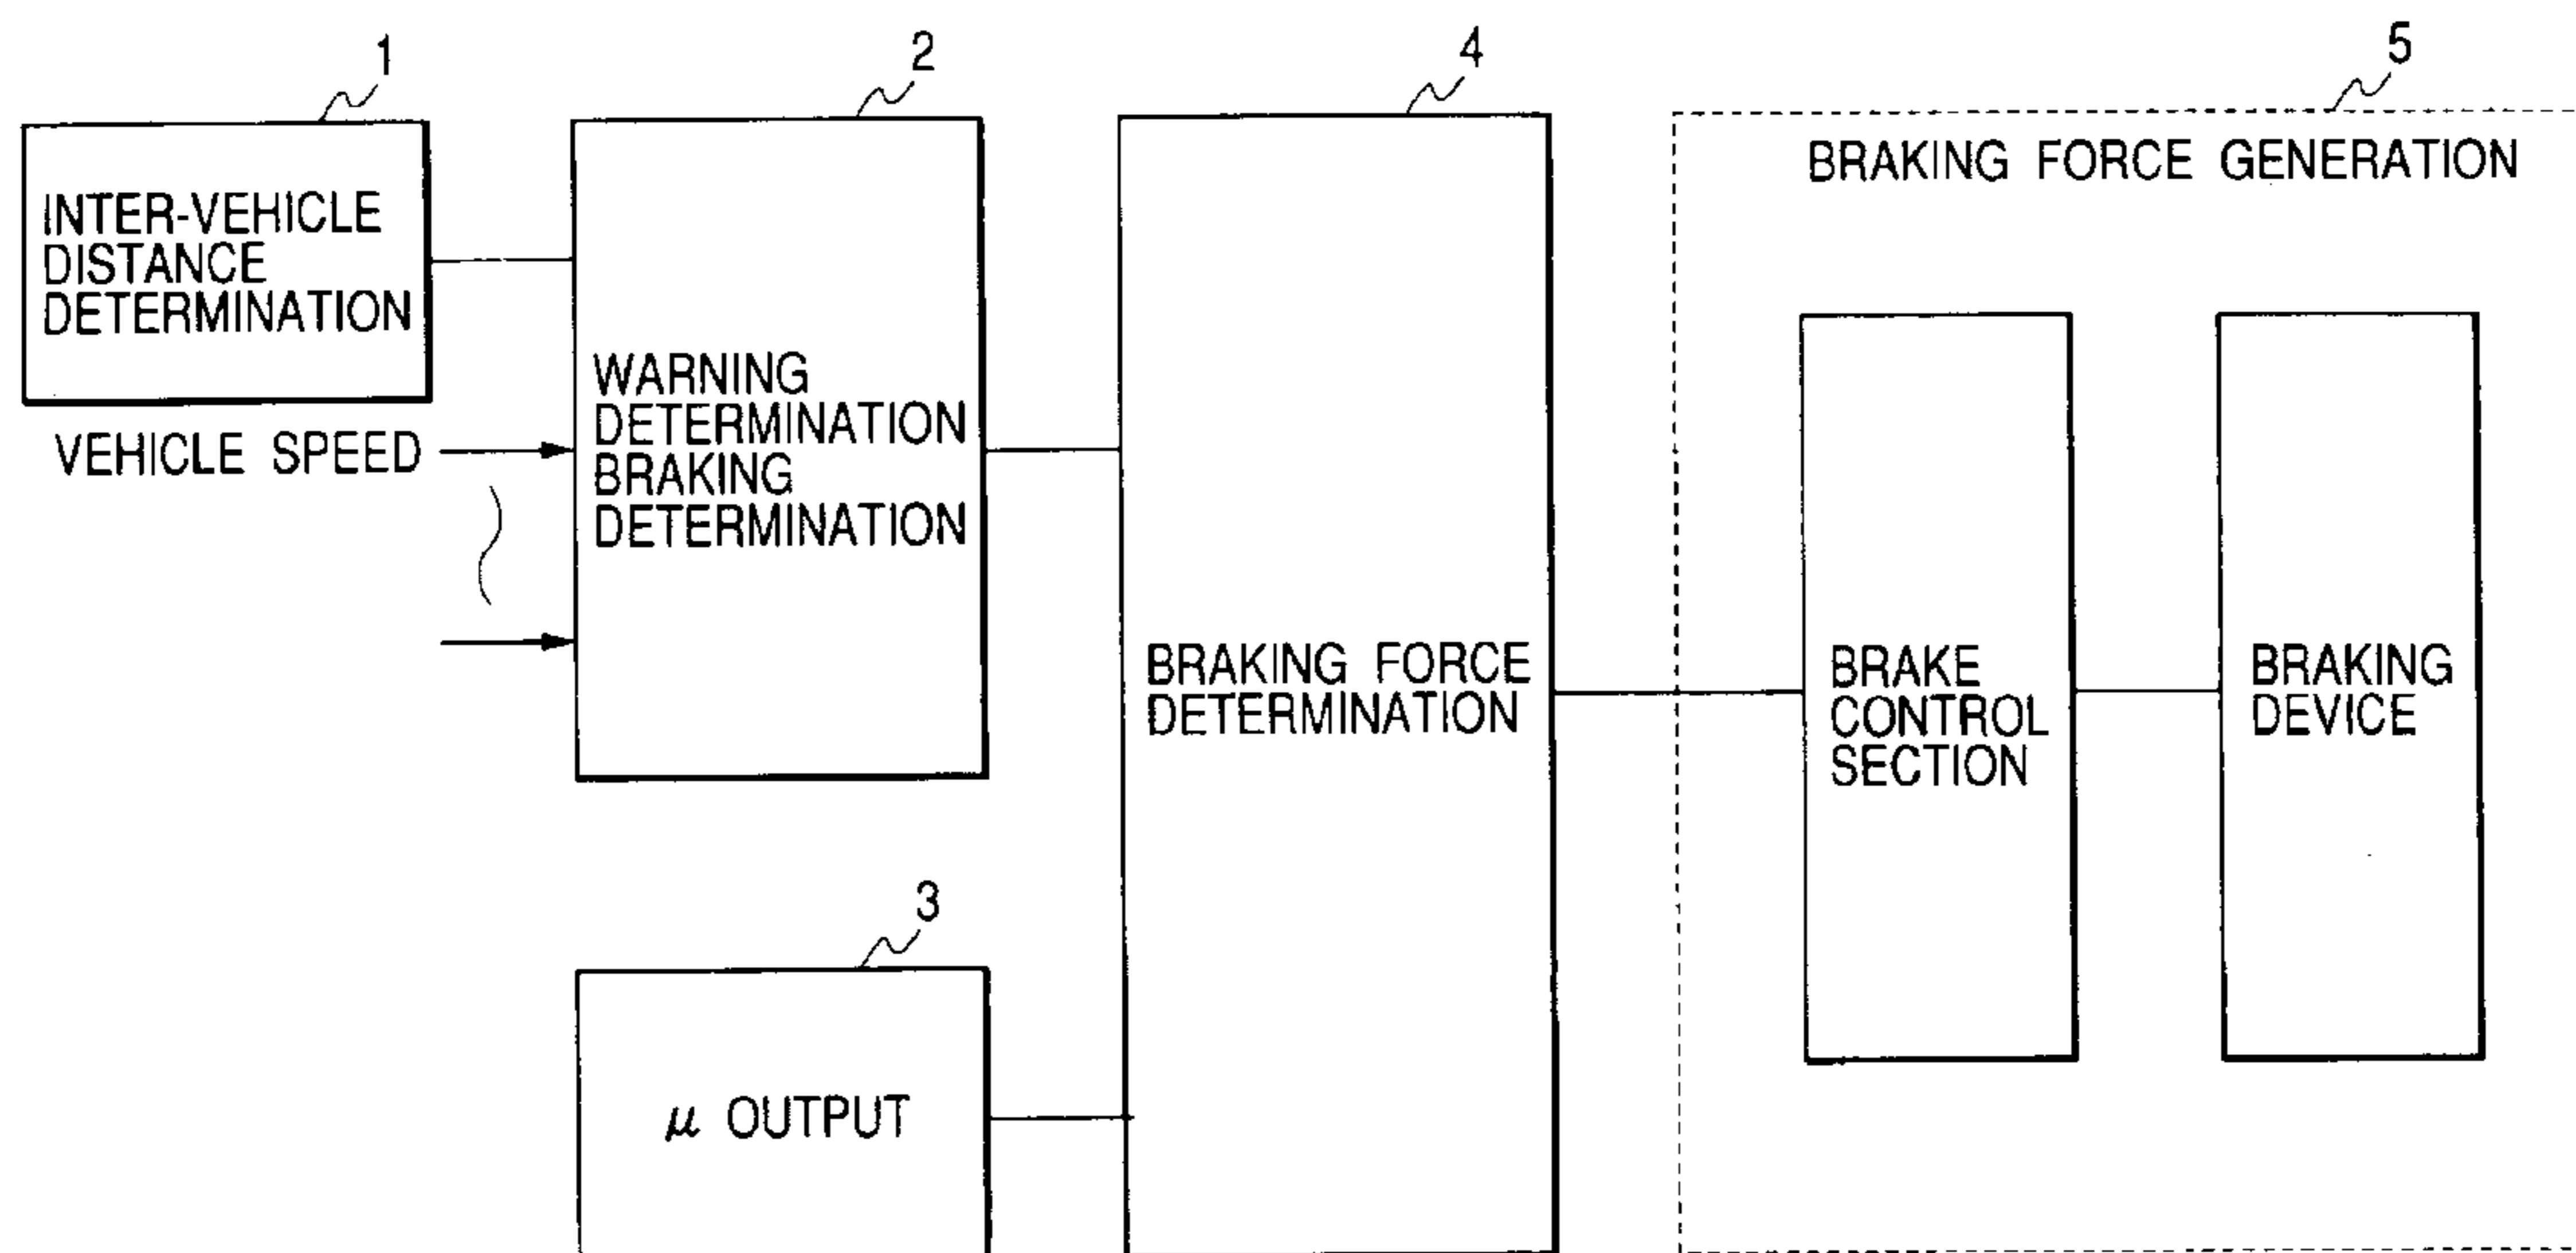 1
2
4
5
INTER-VEHICLE
DISTANCE
DETERMINATION
VEHICLE SPEED
WARNING
DETERMINATION
BRAKING
DETERMINATION
3
μ OUTPUT
BRAKING FORCE
DETERMINATION
BRAKING FORCE GENERATION
BRAKE
CONTROL
SECTION
BRAKING
DEVICE